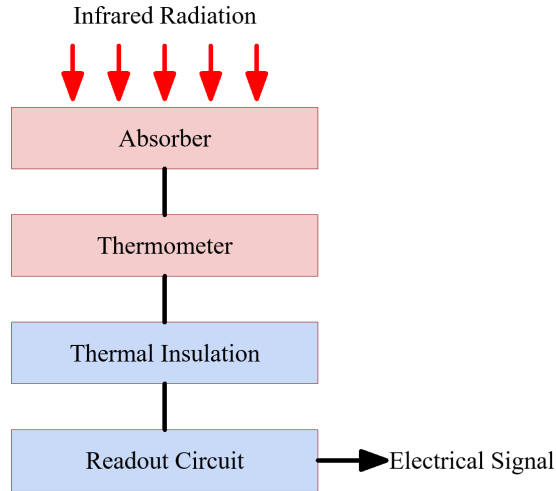 Infrared Radiation
Absorber
Thermometer
Thermal Insulation
Readout Circuit
Electrical Signal